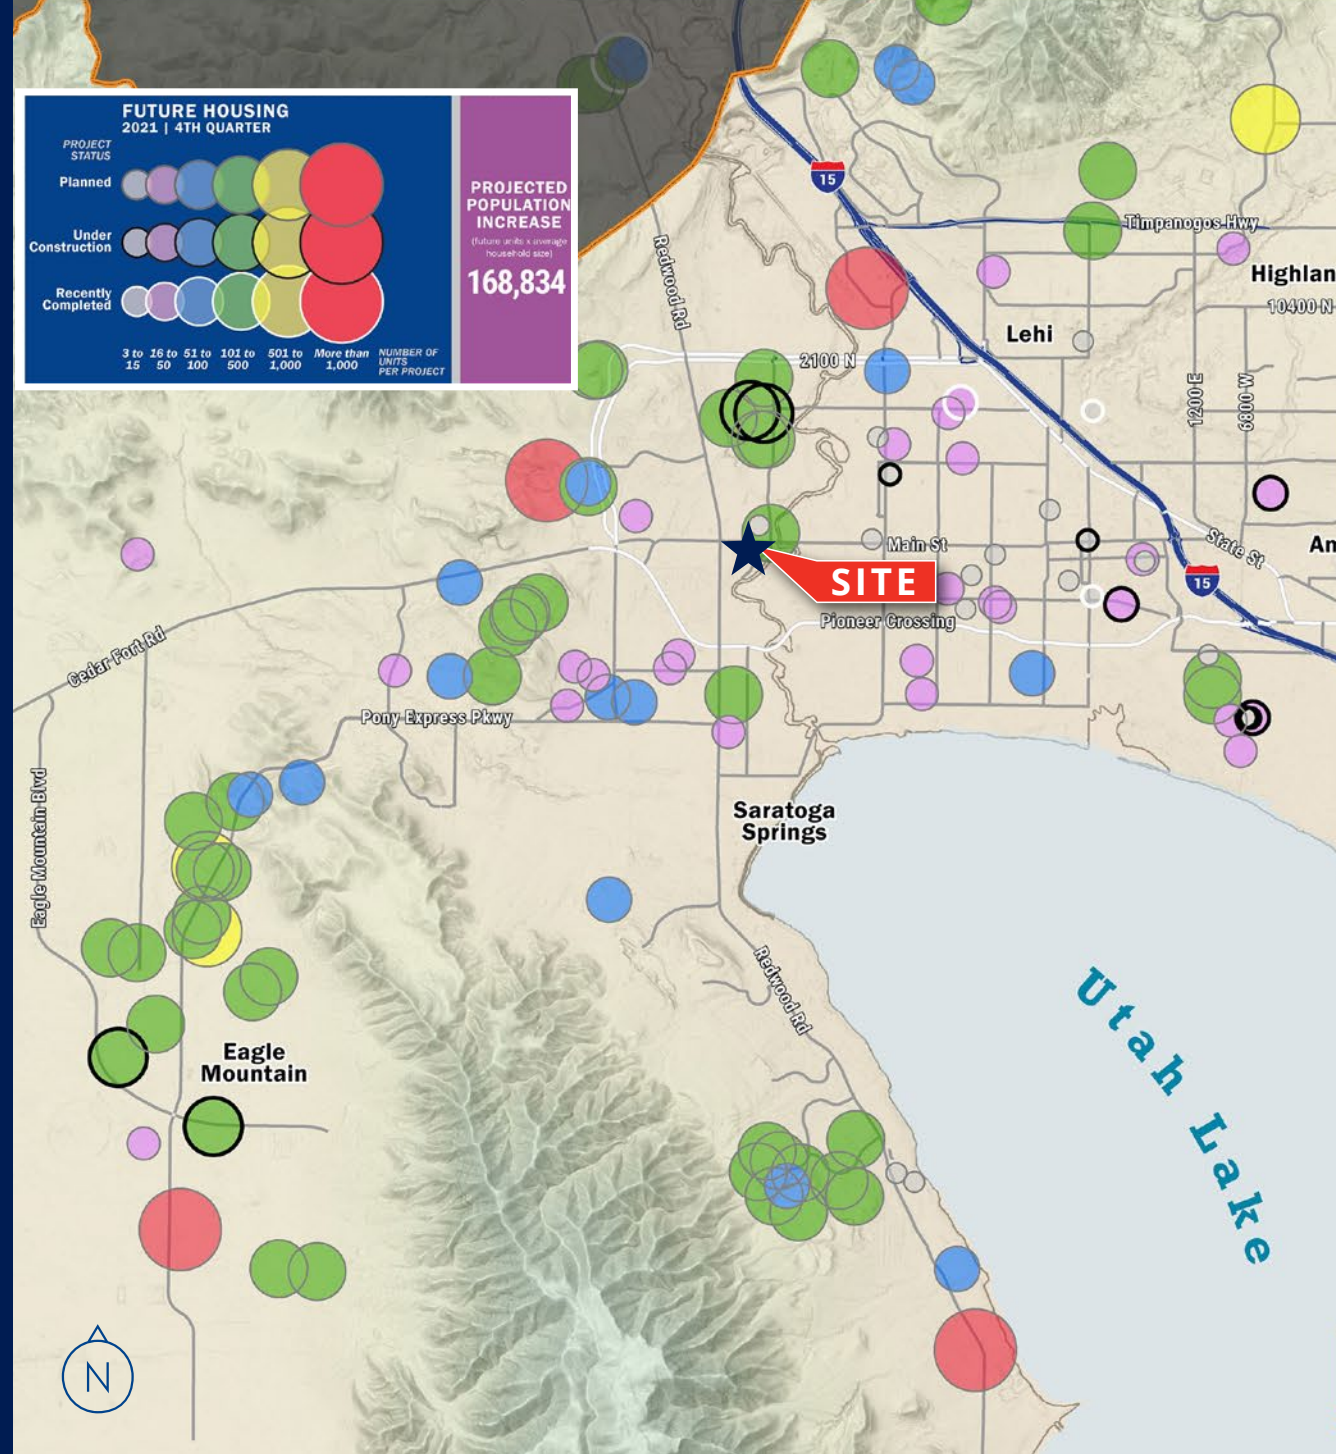 FUTURE HOUSING
2021 | 4TH QUARTER
PROJECT
STATUS
Planned
Under
Construction
Recently
Completed
3 to
15
16 to
50
51 to
100
101 to
500
501 to
1,000
More than
1,000
NUMBER OF
UNITS
PER PROJECT
PROJECTED
POPULATION
INCREASE
(future units x average
household size)
168,834
15
Timpanogos Hwy
Redwood Rd
Highlan
10400 N
Lehi
2100 N
1200 E
6800 W
State St
Main St
An
SITE
15
Pioneer Crossing
Cedar Fort Rd
Pony Express Pkwy
Eagle Mountain Blvd
Saratoga
Springs
Redwood Rd
Utah Lake
Eagle
Mountain
N